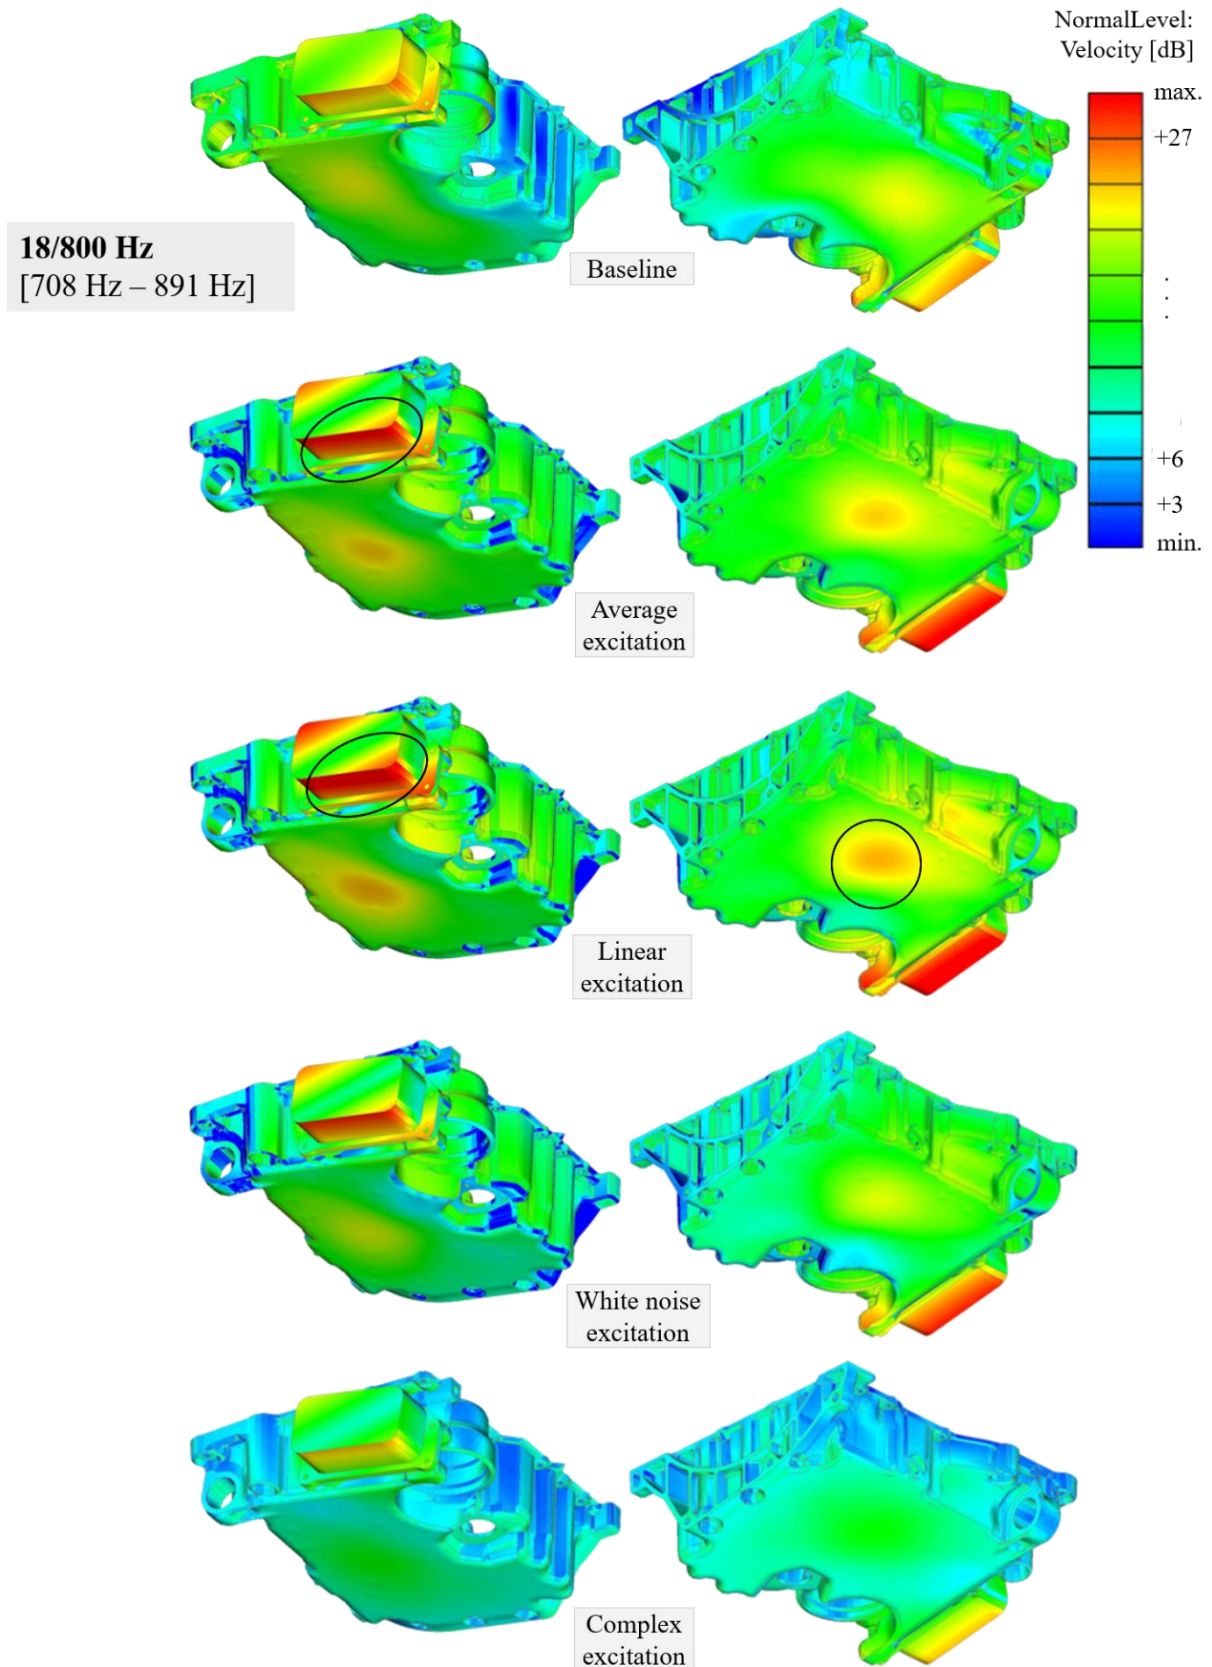 NormalLevel:
Velocity [dB]
max.
+27
18/800 Hz
[708 Hz – 891 Hz]
Baseline
.
.
.
+6
+3
min.
Average
excitation
Linear
excitation
White noise
excitation
Complex
excitation